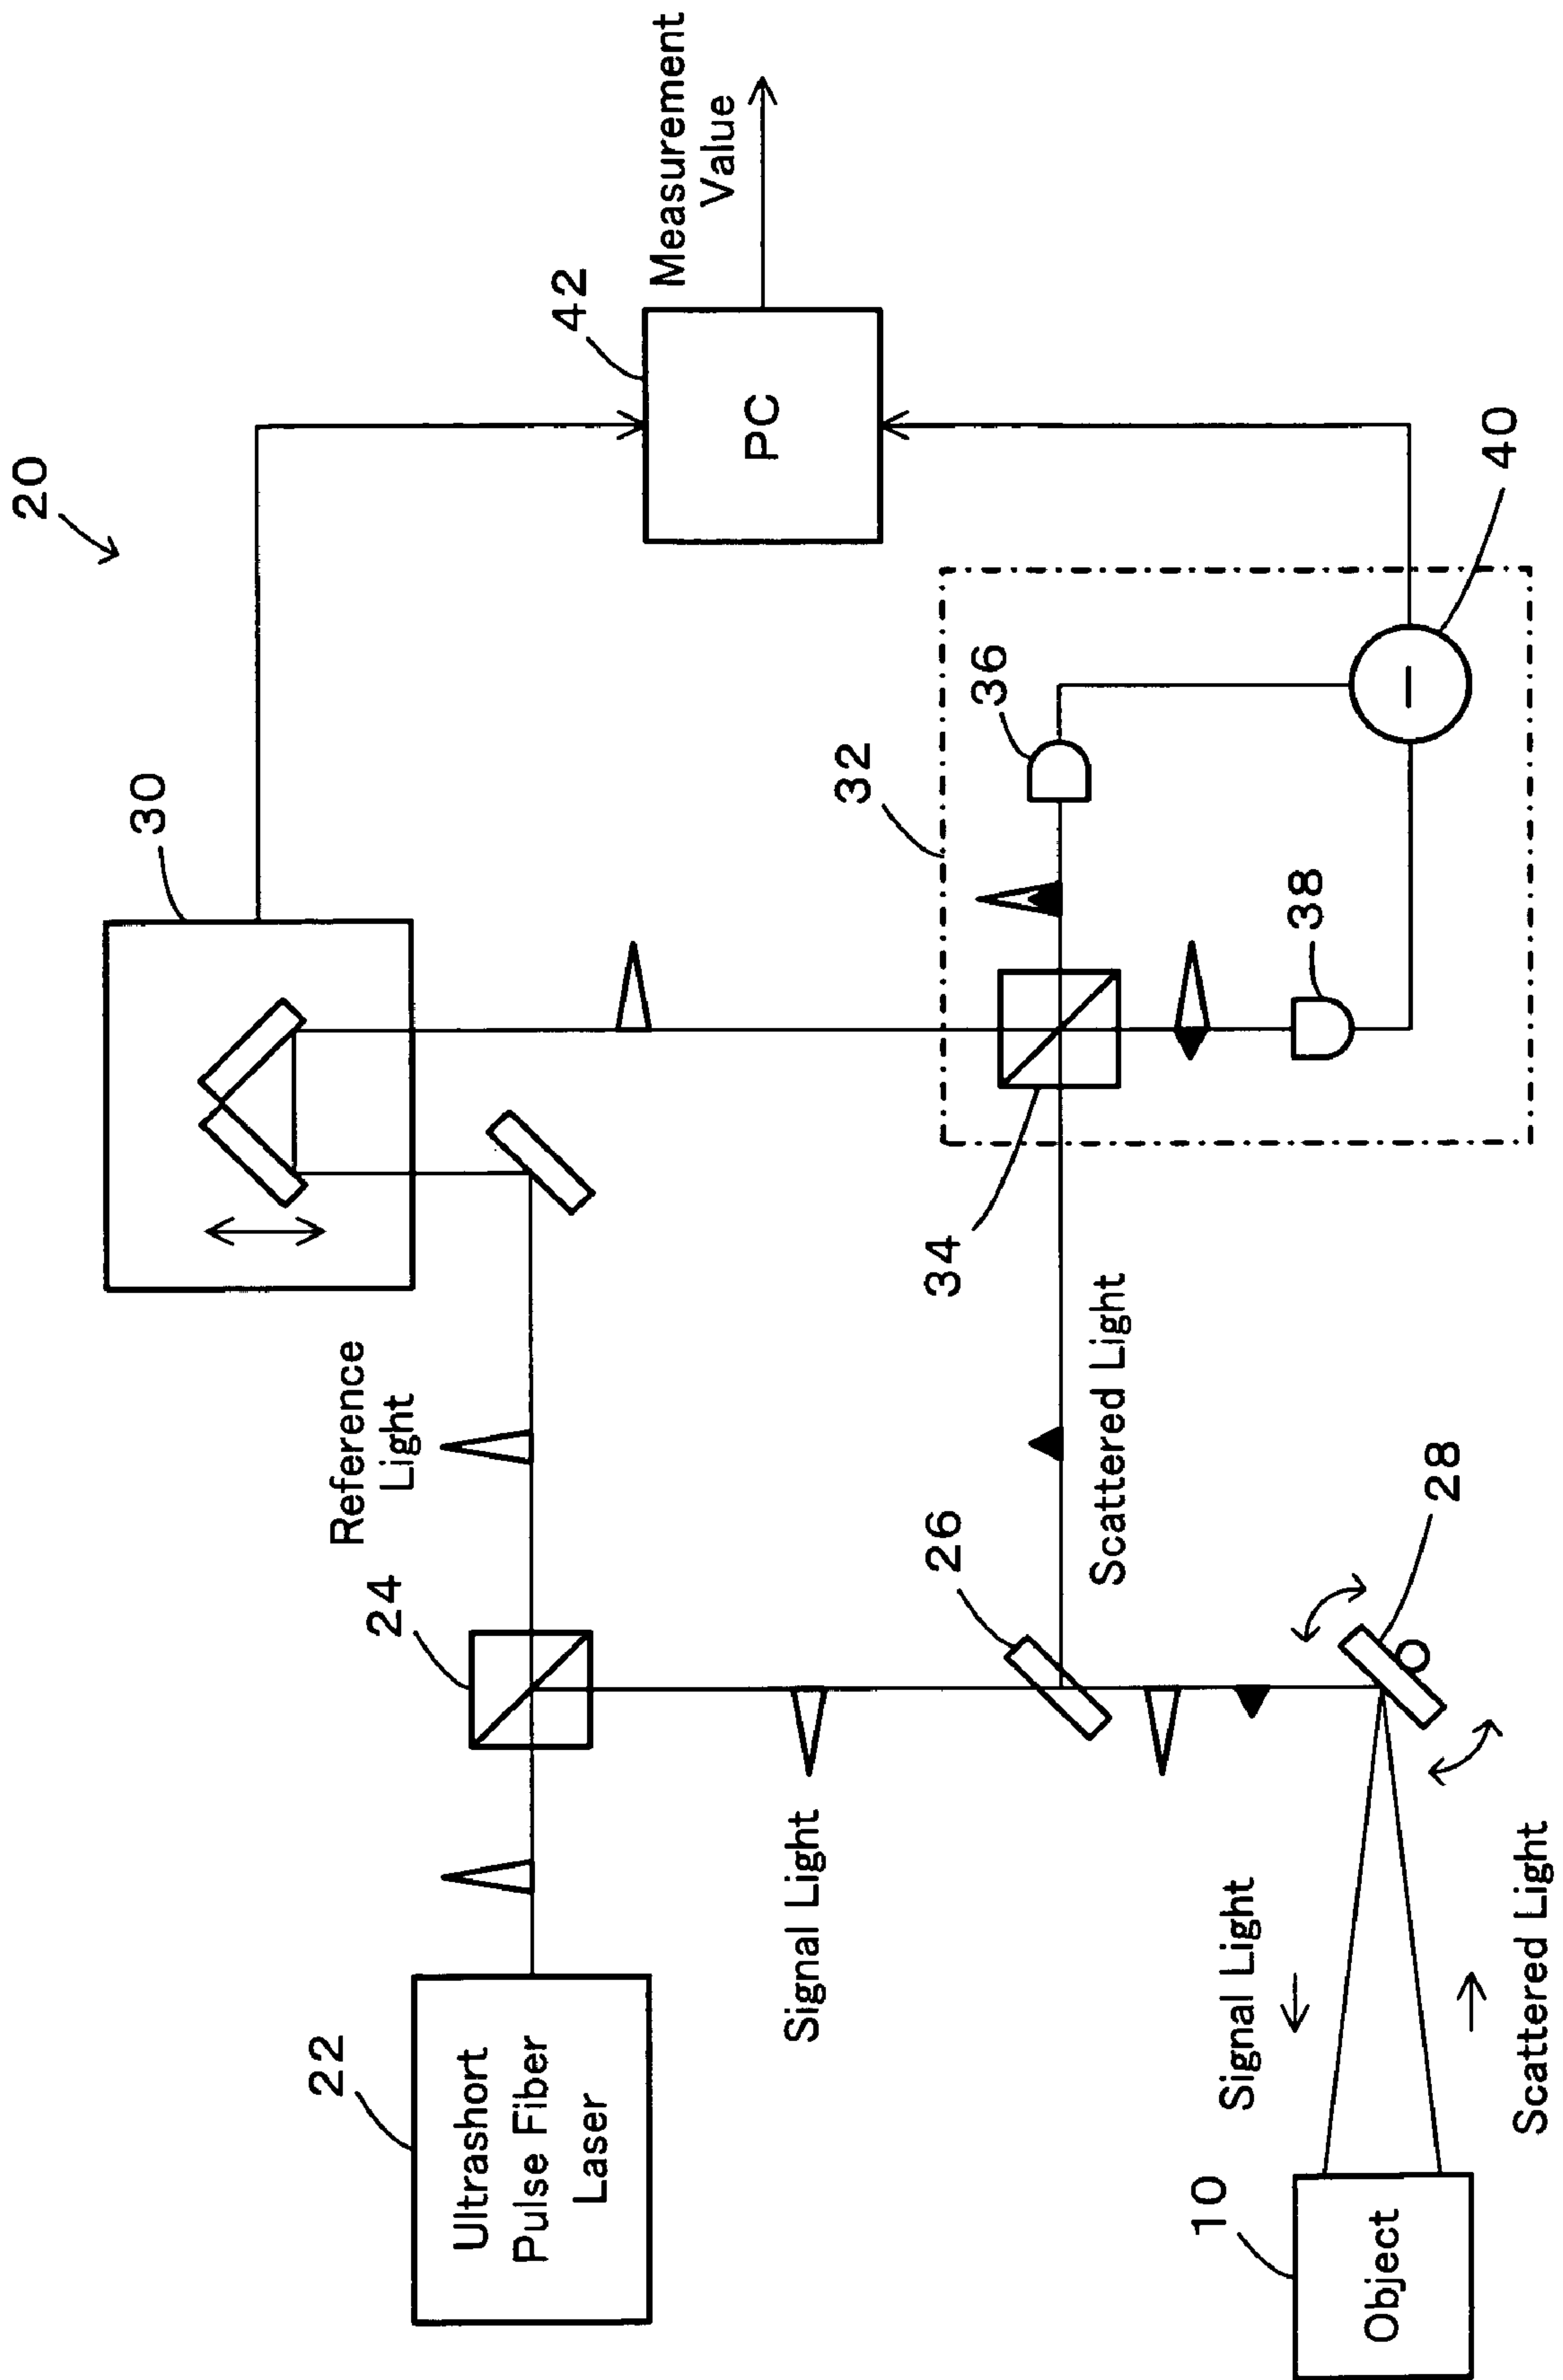 20
30
42
Measurement
Value
PC
22
Ultrashort
Pulse Fiber
Laser
24
Reference
Light
Signal Light
26
Scattered Light
34
32
36
38
40
10
Object
Signal Light
Scattered Light
28